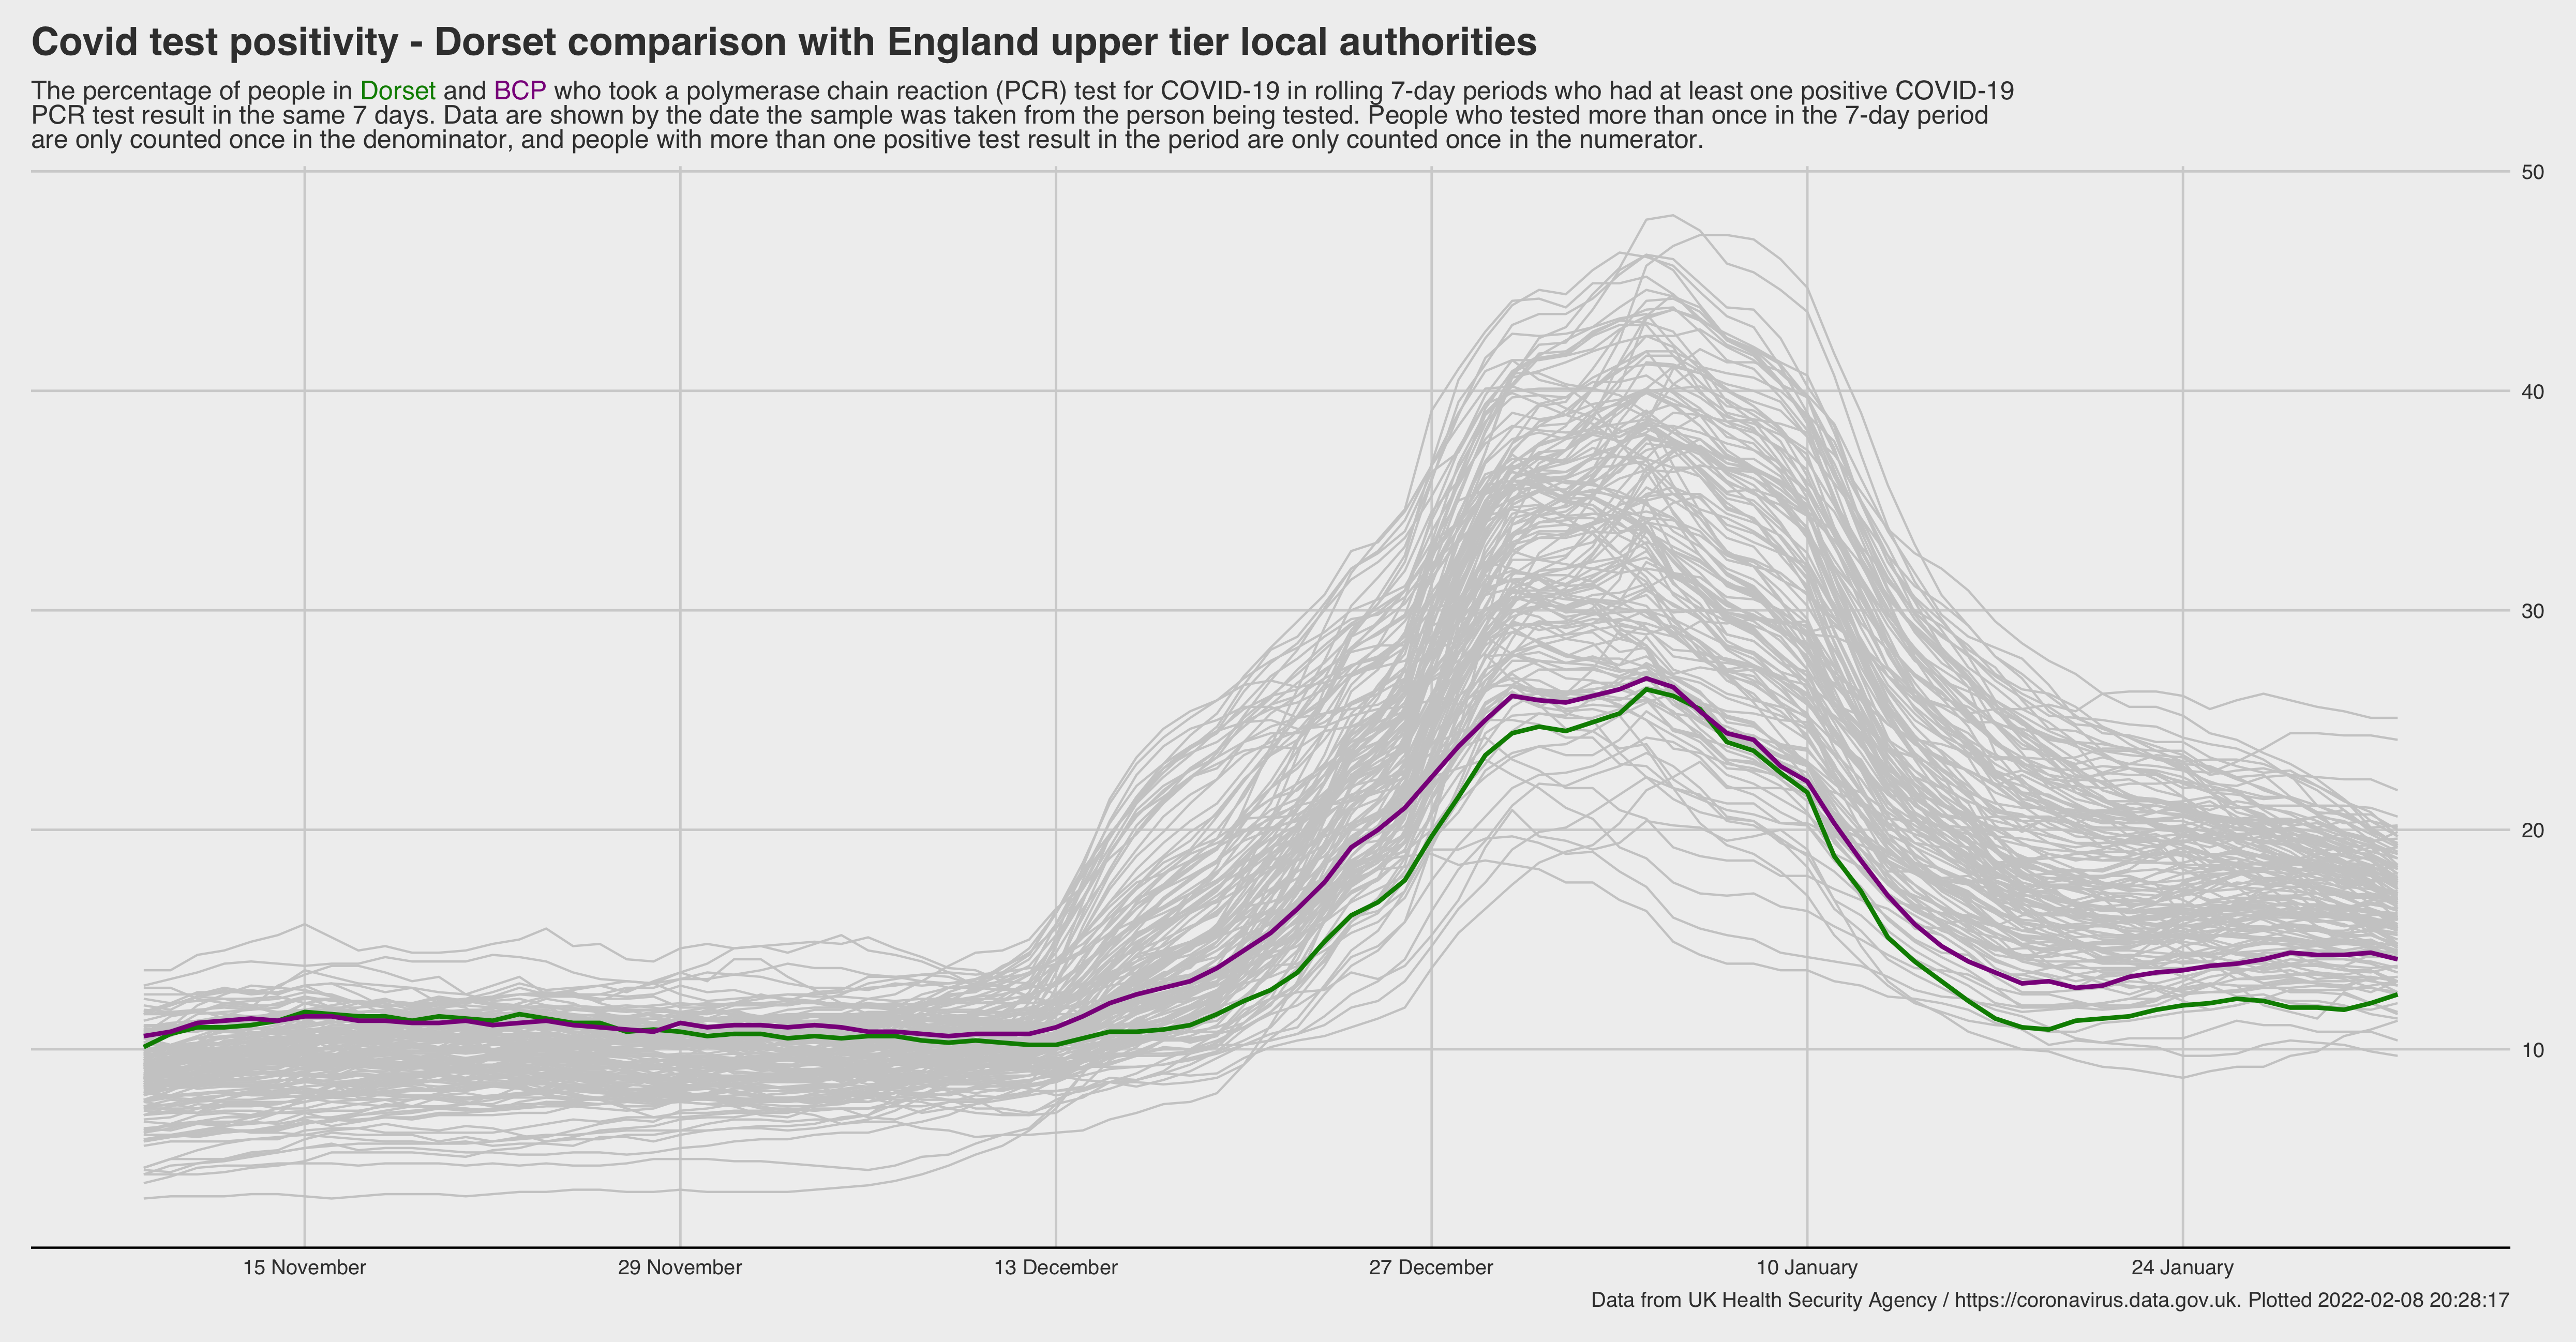 Covid test positivity - Dorset comparison with England upper tier local authorities
The percentage of people in Dorset and BCP who took a polymerase chain reaction (PCR) test for COVID-19 in rolling 7-day periods who had at least one positive COVID-19
PCR test result in the same 7 days. Data are shown by the date the sample was taken from the person being tested. People who tested more than once in the 7-day period
are only counted once in the denominator, and people with more than one positive test result in the period are only counted once in the numerator.
50
40
30
20
10
15 November
29 November
13 December
27 December
10 January
24 January
Data from UK Health Security Agency / https://coronavirus.data.gov.uk. Plotted 2022-02-08 20:28:17